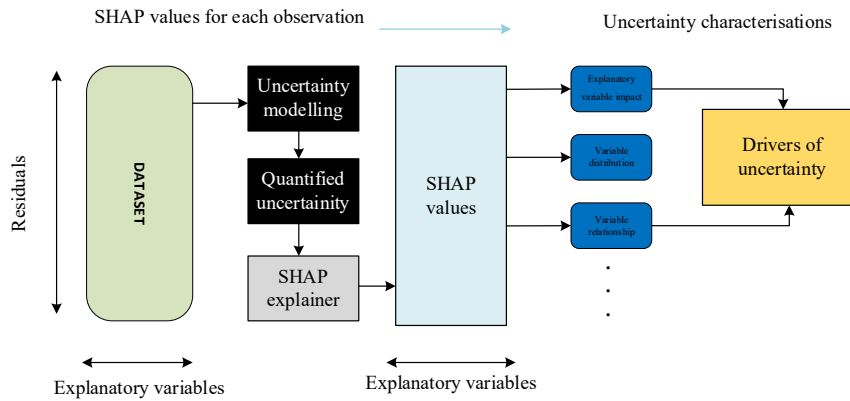 SHAP values for each observation
Uncertainty characterisations
Residuals
DATASET
Uncertainty
modelling
Quantified
uncertainity
SHAP
explainer
SHAP
values
Explanatory
variable impact
Variable
distribution
Variable
relationship
Drivers of
uncertainty
Explanatory variables
Explanatory variables